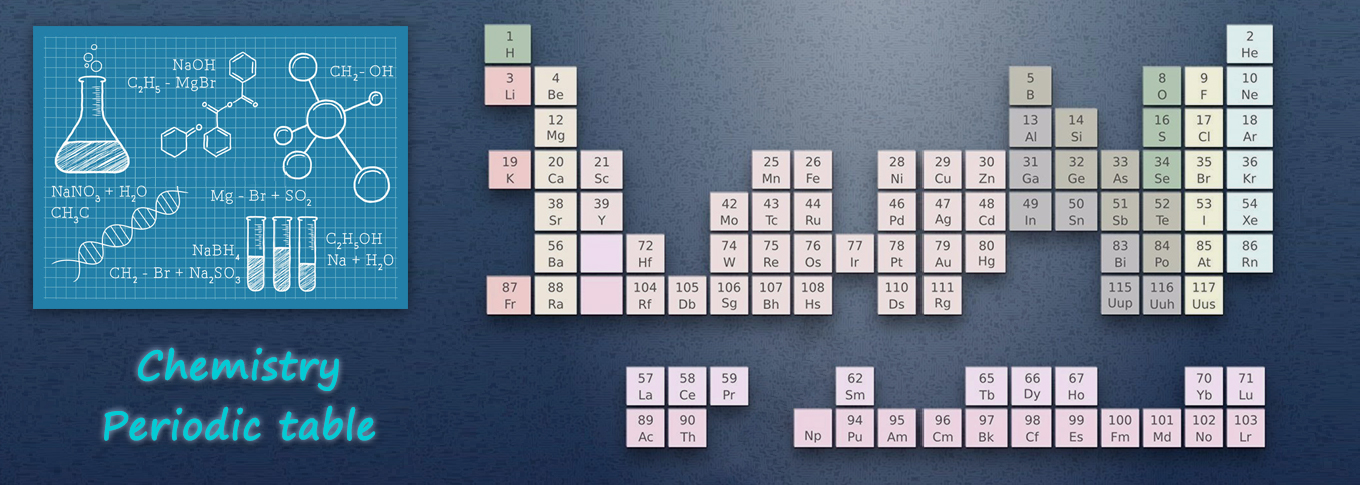 NaOH
C2H5 - MgBr
CH2- OH
NaNO3 + H2O
CH3C
Mg - Br + SO2
NaBH4
CH2 - Br + Na2SO3
C2H5OH
Na + H2O
Chemistry
Periodic table
1 2
H He
3 4 5 8 9 10
Li Be B O F Ne
12 13 14 16 17 18
Mg Al Si S Cl Ar
19 20 21 25 26 28 29 30 31 32 33 34 35 36
K Ca Sc Mn Fe Ni Cu Zn Ga Ge As Se Br Kr
38 39 42 43 44 46 47 48 49 50 51 52 53 54
Sr Y Mo Tc Ru Pd Ag Cd In Sn Sb Te I Xe
56 72 74 75 76 77 78 79 80 83 84 85 86
Ba Hf W Re Os Ir Pt Au Hg Bi Po At Rn
87 88 104 105 106 107 108 110 111 115 116 117
Fr Ra Rf Db Sg Bh Hs Ds Rg Uup Uuh Uus
57 58 59 62 65 66 67 70 71
La Ce Pr Sm Tb Dy Ho Yb Lu
89 90 94 95 96 97 98 99 100 101 102 103
Ac Th Np Pu Am Cm Bk Cf Es Fm Md No Lr